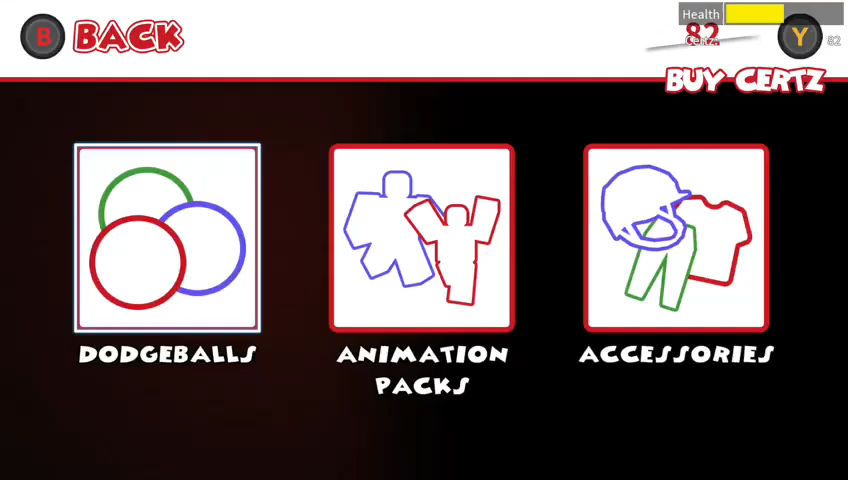 B BACK
Health
82
Certz:
Y
82
BUY CERTZ
DODGEBALLS
ANIMATION
PACKS
ACCESSORIES